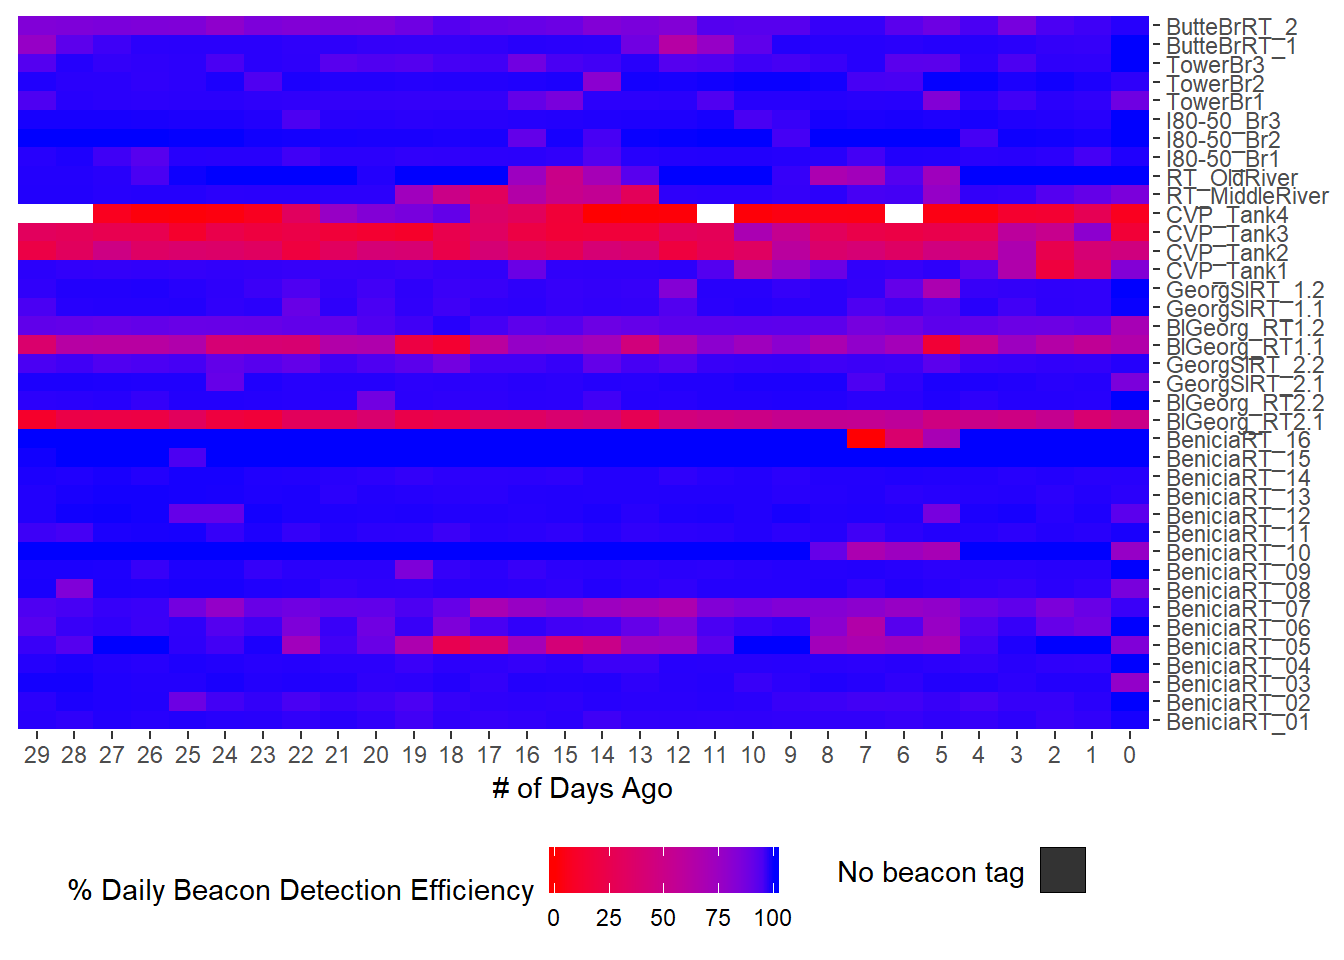 ButteBrRT_2
ButteBrRT_1
TowerBr3
TowerBr2
TowerBr1
I80-50_Br3
I80-50_Br2
I80-50_Br1
RT_OldRiver
RT_MiddleRiver
CVP_Tank4
CVP_Tank3
CVP_Tank2
CVP_Tank1
GeorgSlRT_1.2
GeorgSlRT_1.1
BlGeorg_RT1.2
BlGeorg_RT1.1
GeorgSlRT_2.2
GeorgSlRT_2.1
BlGeorg_RT2.2
BlGeorg_RT2.1
BeniciaRT_16
BeniciaRT_15
BeniciaRT_14
BeniciaRT_13
BeniciaRT_12
BeniciaRT_11
BeniciaRT_10
BeniciaRT_09
BeniciaRT_08
BeniciaRT_07
BeniciaRT_06
BeniciaRT_05
BeniciaRT_04
BeniciaRT_03
BeniciaRT_02
BeniciaRT_01
29 28 27 26 25 24 23 22 21 20 19 18 17 16 15 14 13 12 11 10 9 8 7 6 5 4 3 2 1 0
# of Days Ago
% Daily Beacon Detection Efficiency
0 25 50 75 100
No beacon tag